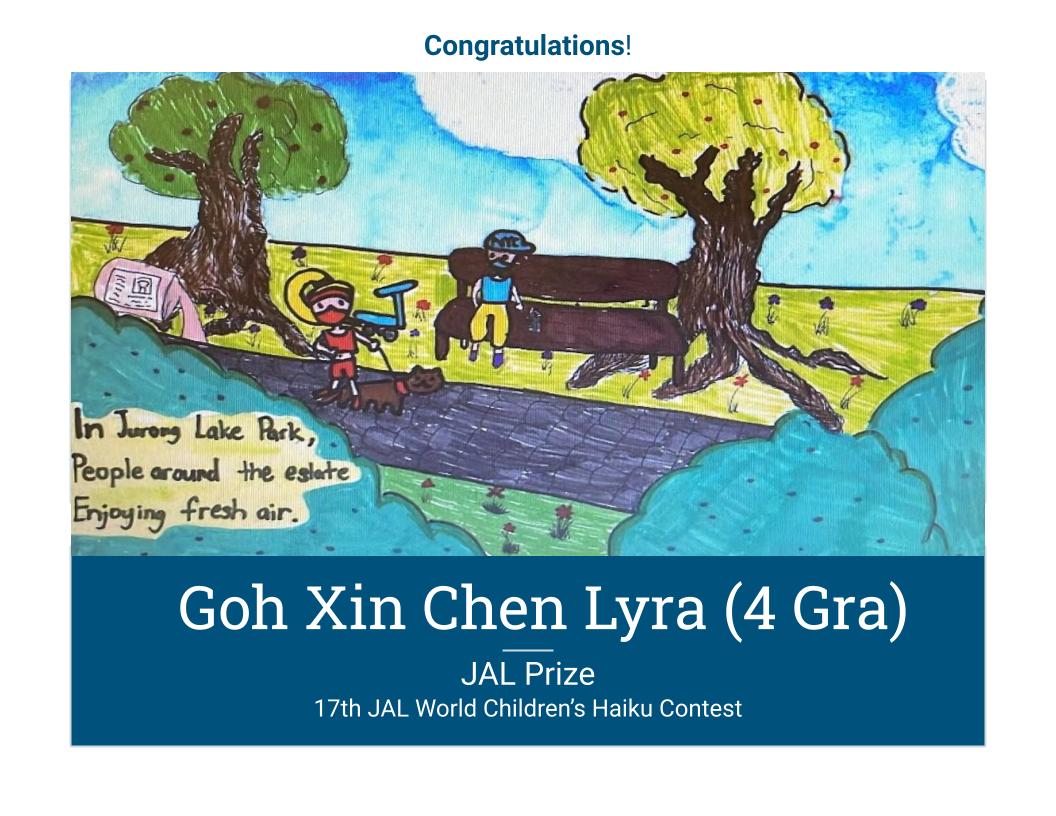 Congratulations!
In Jurong Lake Park,
People around the estate
Enjoying fresh air.
Goh Xin Chen Lyra (4 Gra)
JAL Prize
17th JAL World Children's Haiku Contest